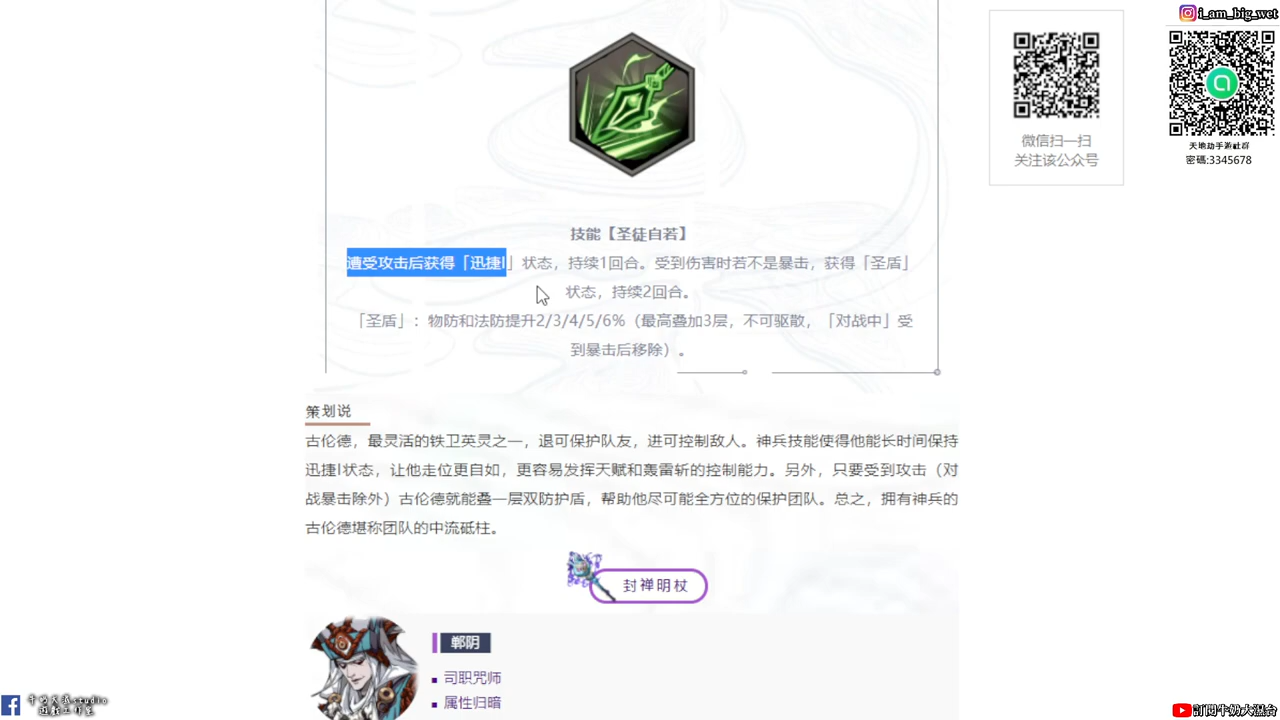 i_am_big_wet
微信扫一扫
关注该公众号
天地劫手游社群
密碼:3345678
技能【圣徒自若】
遭受攻击后获得「迅捷I」状态，持续1回合。受到伤害时若不是暴击，获得「圣盾」
状态，持续2回合。
「圣盾」：物防和法防提升2/3/4/5/6%（最高叠加3层，不可驱散，「对战中」受
到暴击后移除）。
策划说
古伦德，最灵活的铁卫英灵之一，退可保护队友，进可控制敌人。神兵技能使得他能长时间保持
迅捷I状态，让他走位更自如，更容易发挥天赋和轰雷斩的控制能力。另外，只要受到攻击（对
战暴击除外）古伦德就能叠一层双防护盾，帮助他尽可能全方位的保护团队。总之，拥有神兵的
古伦德堪称团队的中流砥柱。
封禅明杖
郸阴
司职咒师
属性归暗
studio
遊戲工作室
訂閱牛奶大混台